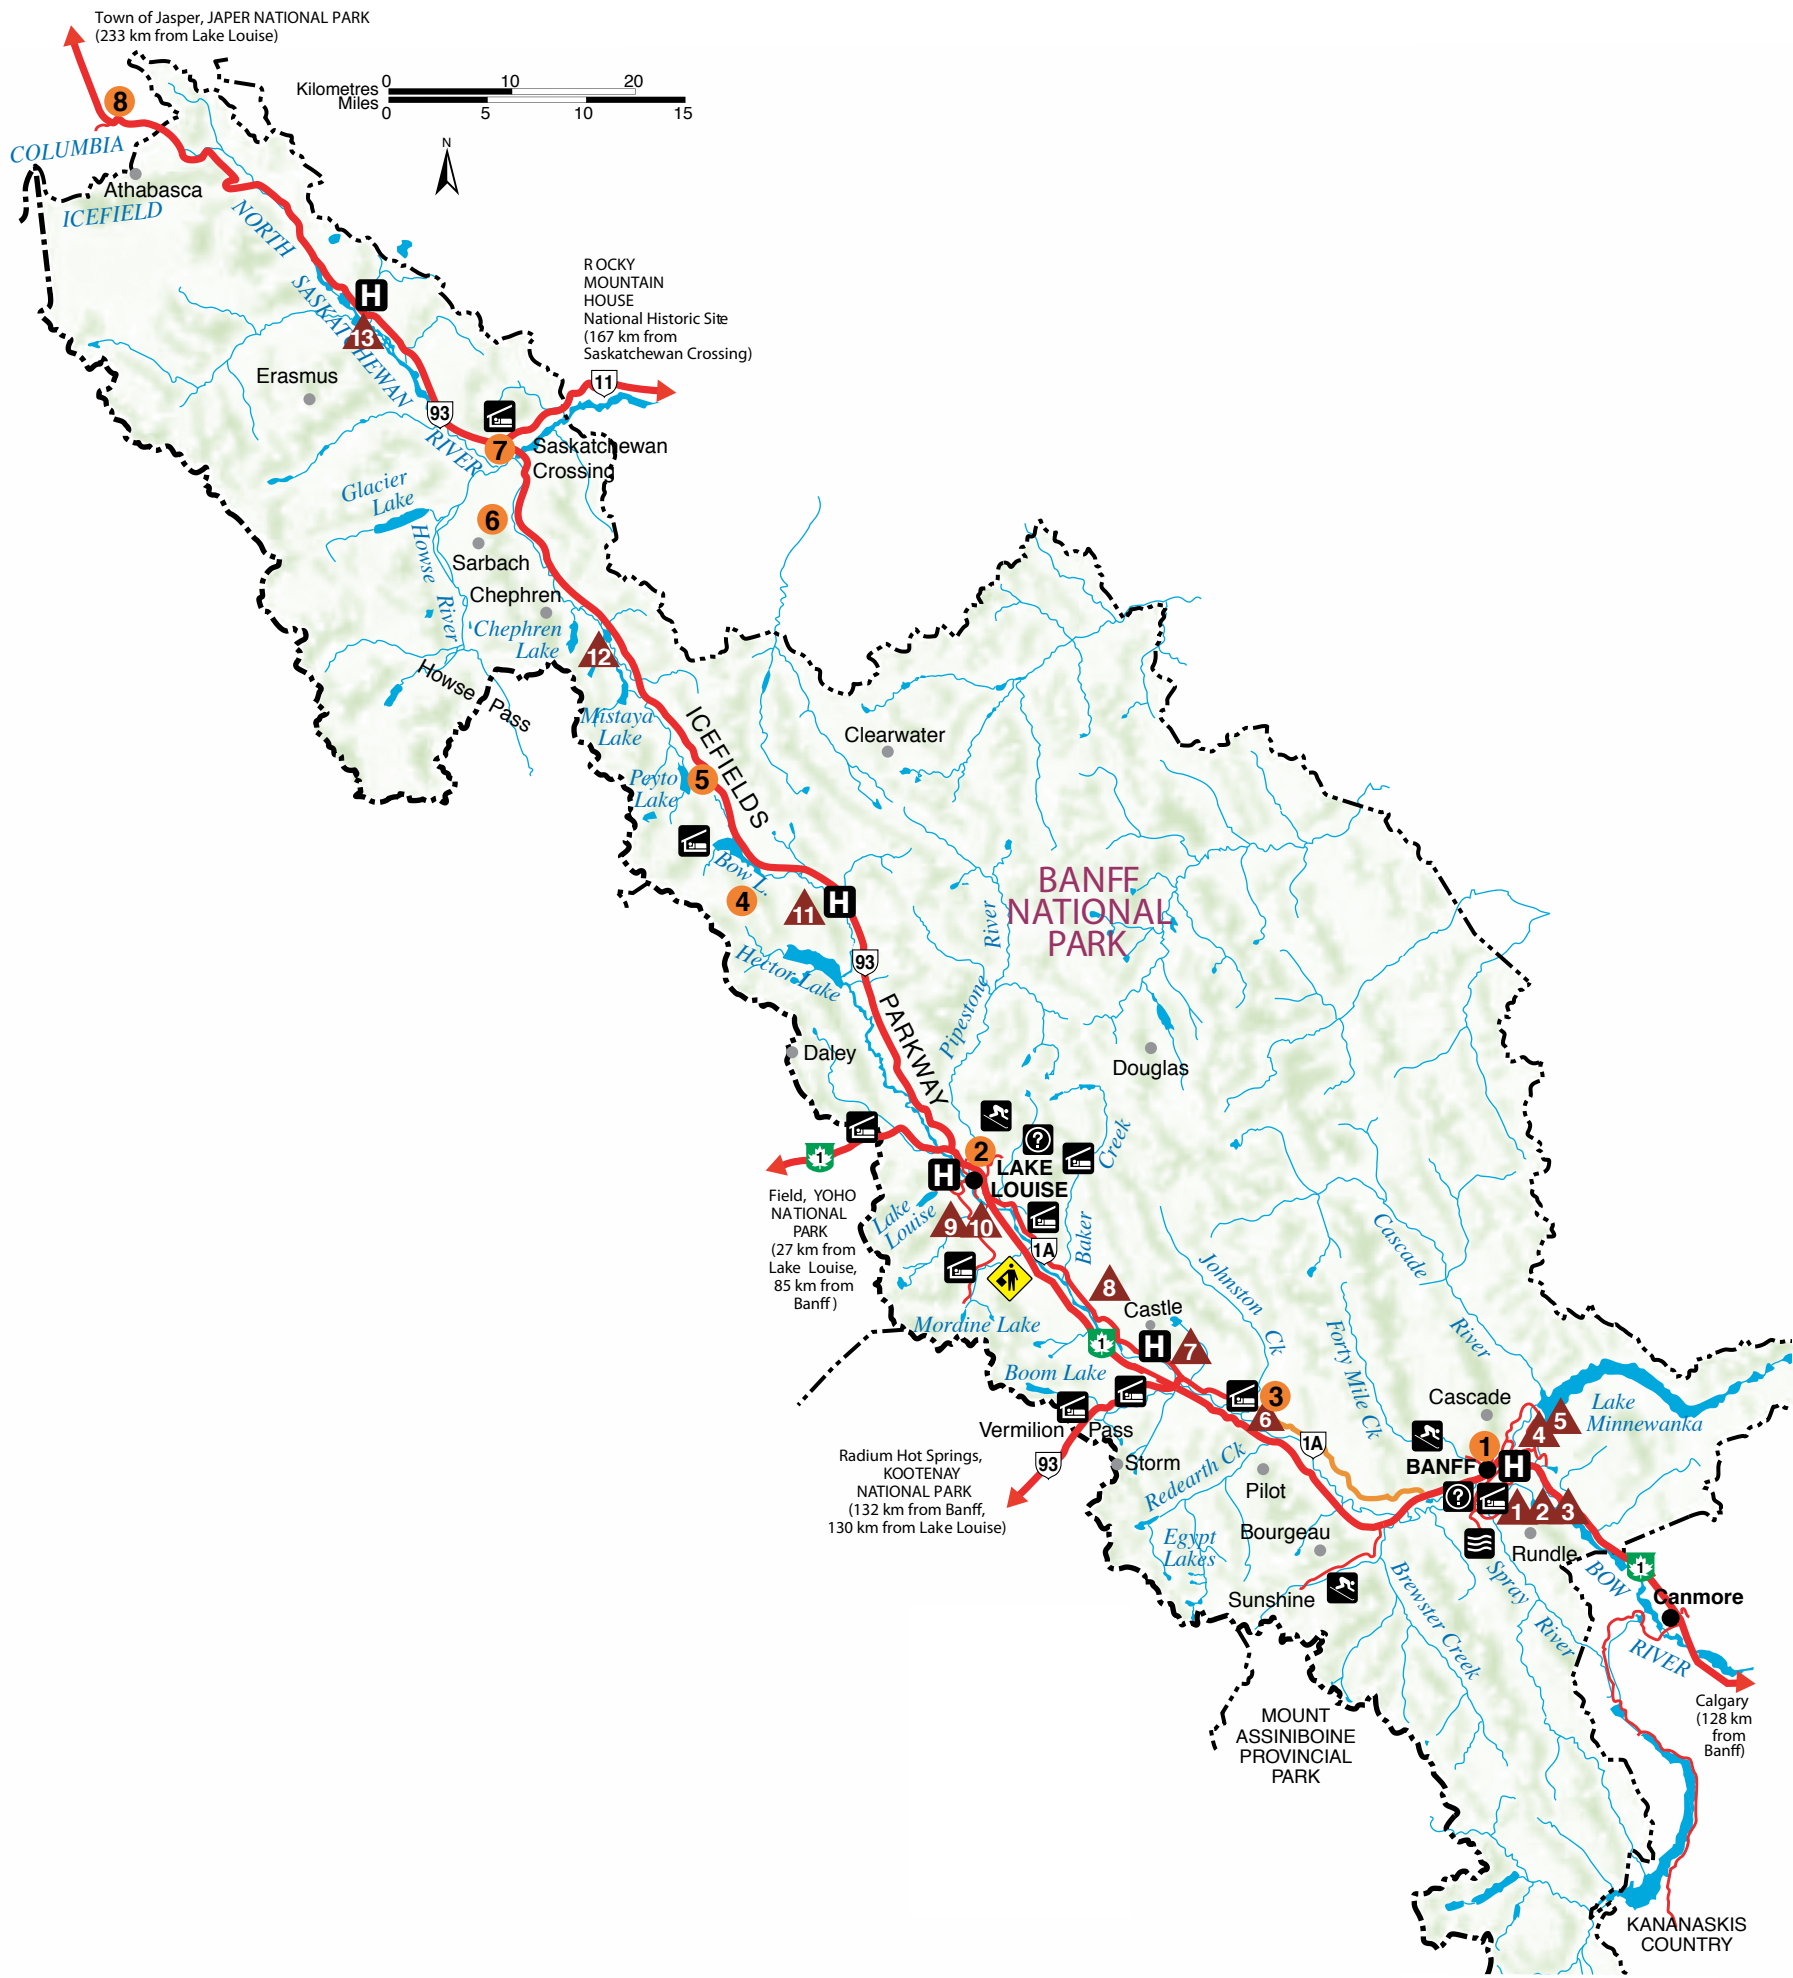 Town of Jasper, JAPER NATIONAL PARK
(233 km from Lake Louise)
8
Kilometres
0
10
20
Miles
0
5
10
15
N
COLUMBIA
Athabasca
ICEFIELD
NORTH
SASKATCHEWAN
RIVER
H
13
R OCKY
MOUNTAIN
HOUSE
National Historic Site
(167 km from
Saskatchewan Crossing)
11
Erasmus
93
7
Saskatchewan
Crossing
Glacier
Lake
6
Howse
River
Sarbach
Chephren
Chephren
Lake
12
Howse
Pass
Mistaya
Lake
ICEFIELDS
Clearwater
Peyto
Lake
5
Bow L.
4
11
H
BANFF
NATIONAL
PARK
River
Pipestone
Hector Lake
93
PARKWAY
Daley
Douglas
1
Field, YOHO
NATIONAL
PARK
(27 km from
Lake Louise,
85 km from
Banff )
2
?
LAKE
LOUISE
H
Creek
Baker
Lake
Louise
9
10
1A
Mordine Lake
8
Castle
1
H
7
Johnston
Ck
Cascade
River
Forty Mile Ck
Boom Lake
3
6
Vermilion
Pass
93
Storm
Radium Hot Springs,
KOOTENAY
NATIONAL PARK
(132 km from Banff,
130 km from Lake Louise)
1A
Redearth Ck
Pilot
Egypt
Lakes
Bourgeau
Sunshine
Cascade
Lake
Minnewanka
5
4
1
BANFF
H
?
1
2
3
Rundle
BOW
RIVER
1
Canmore
Spray
River
Brewster Creek
Calgary
(128 km
from
Banff)
MOUNT
ASSINIBOINE
PROVINCIAL
PARK
KANANASKIS
COUNTRY